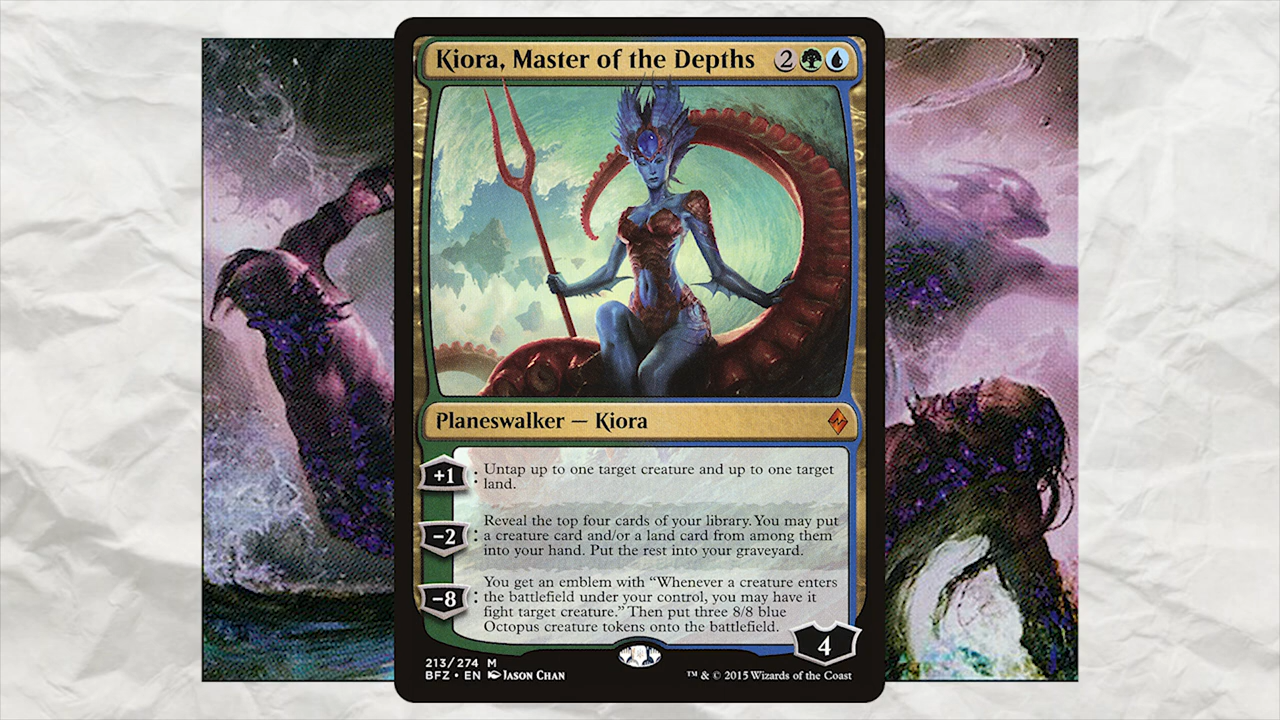 Kiora, Master of the Depths 2
Planeswalker — Kiora
+1 : Untap up to one target creature and up to one target
land.
-2 : Reveal the top four cards of your library. You may put
a creature card and/or a land card from among them
into your hand. Put the rest into your graveyard.
-8 : You get an emblem with “Whenever a creature enters
the battlefield under your control, you may have it
fight target creature.” Then put three 8/8 blue
Octopus creature tokens onto the battlefield.
4
213/274 M
BFZ • EN Jason Chan
™ & © 2015 Wizards of the Coast